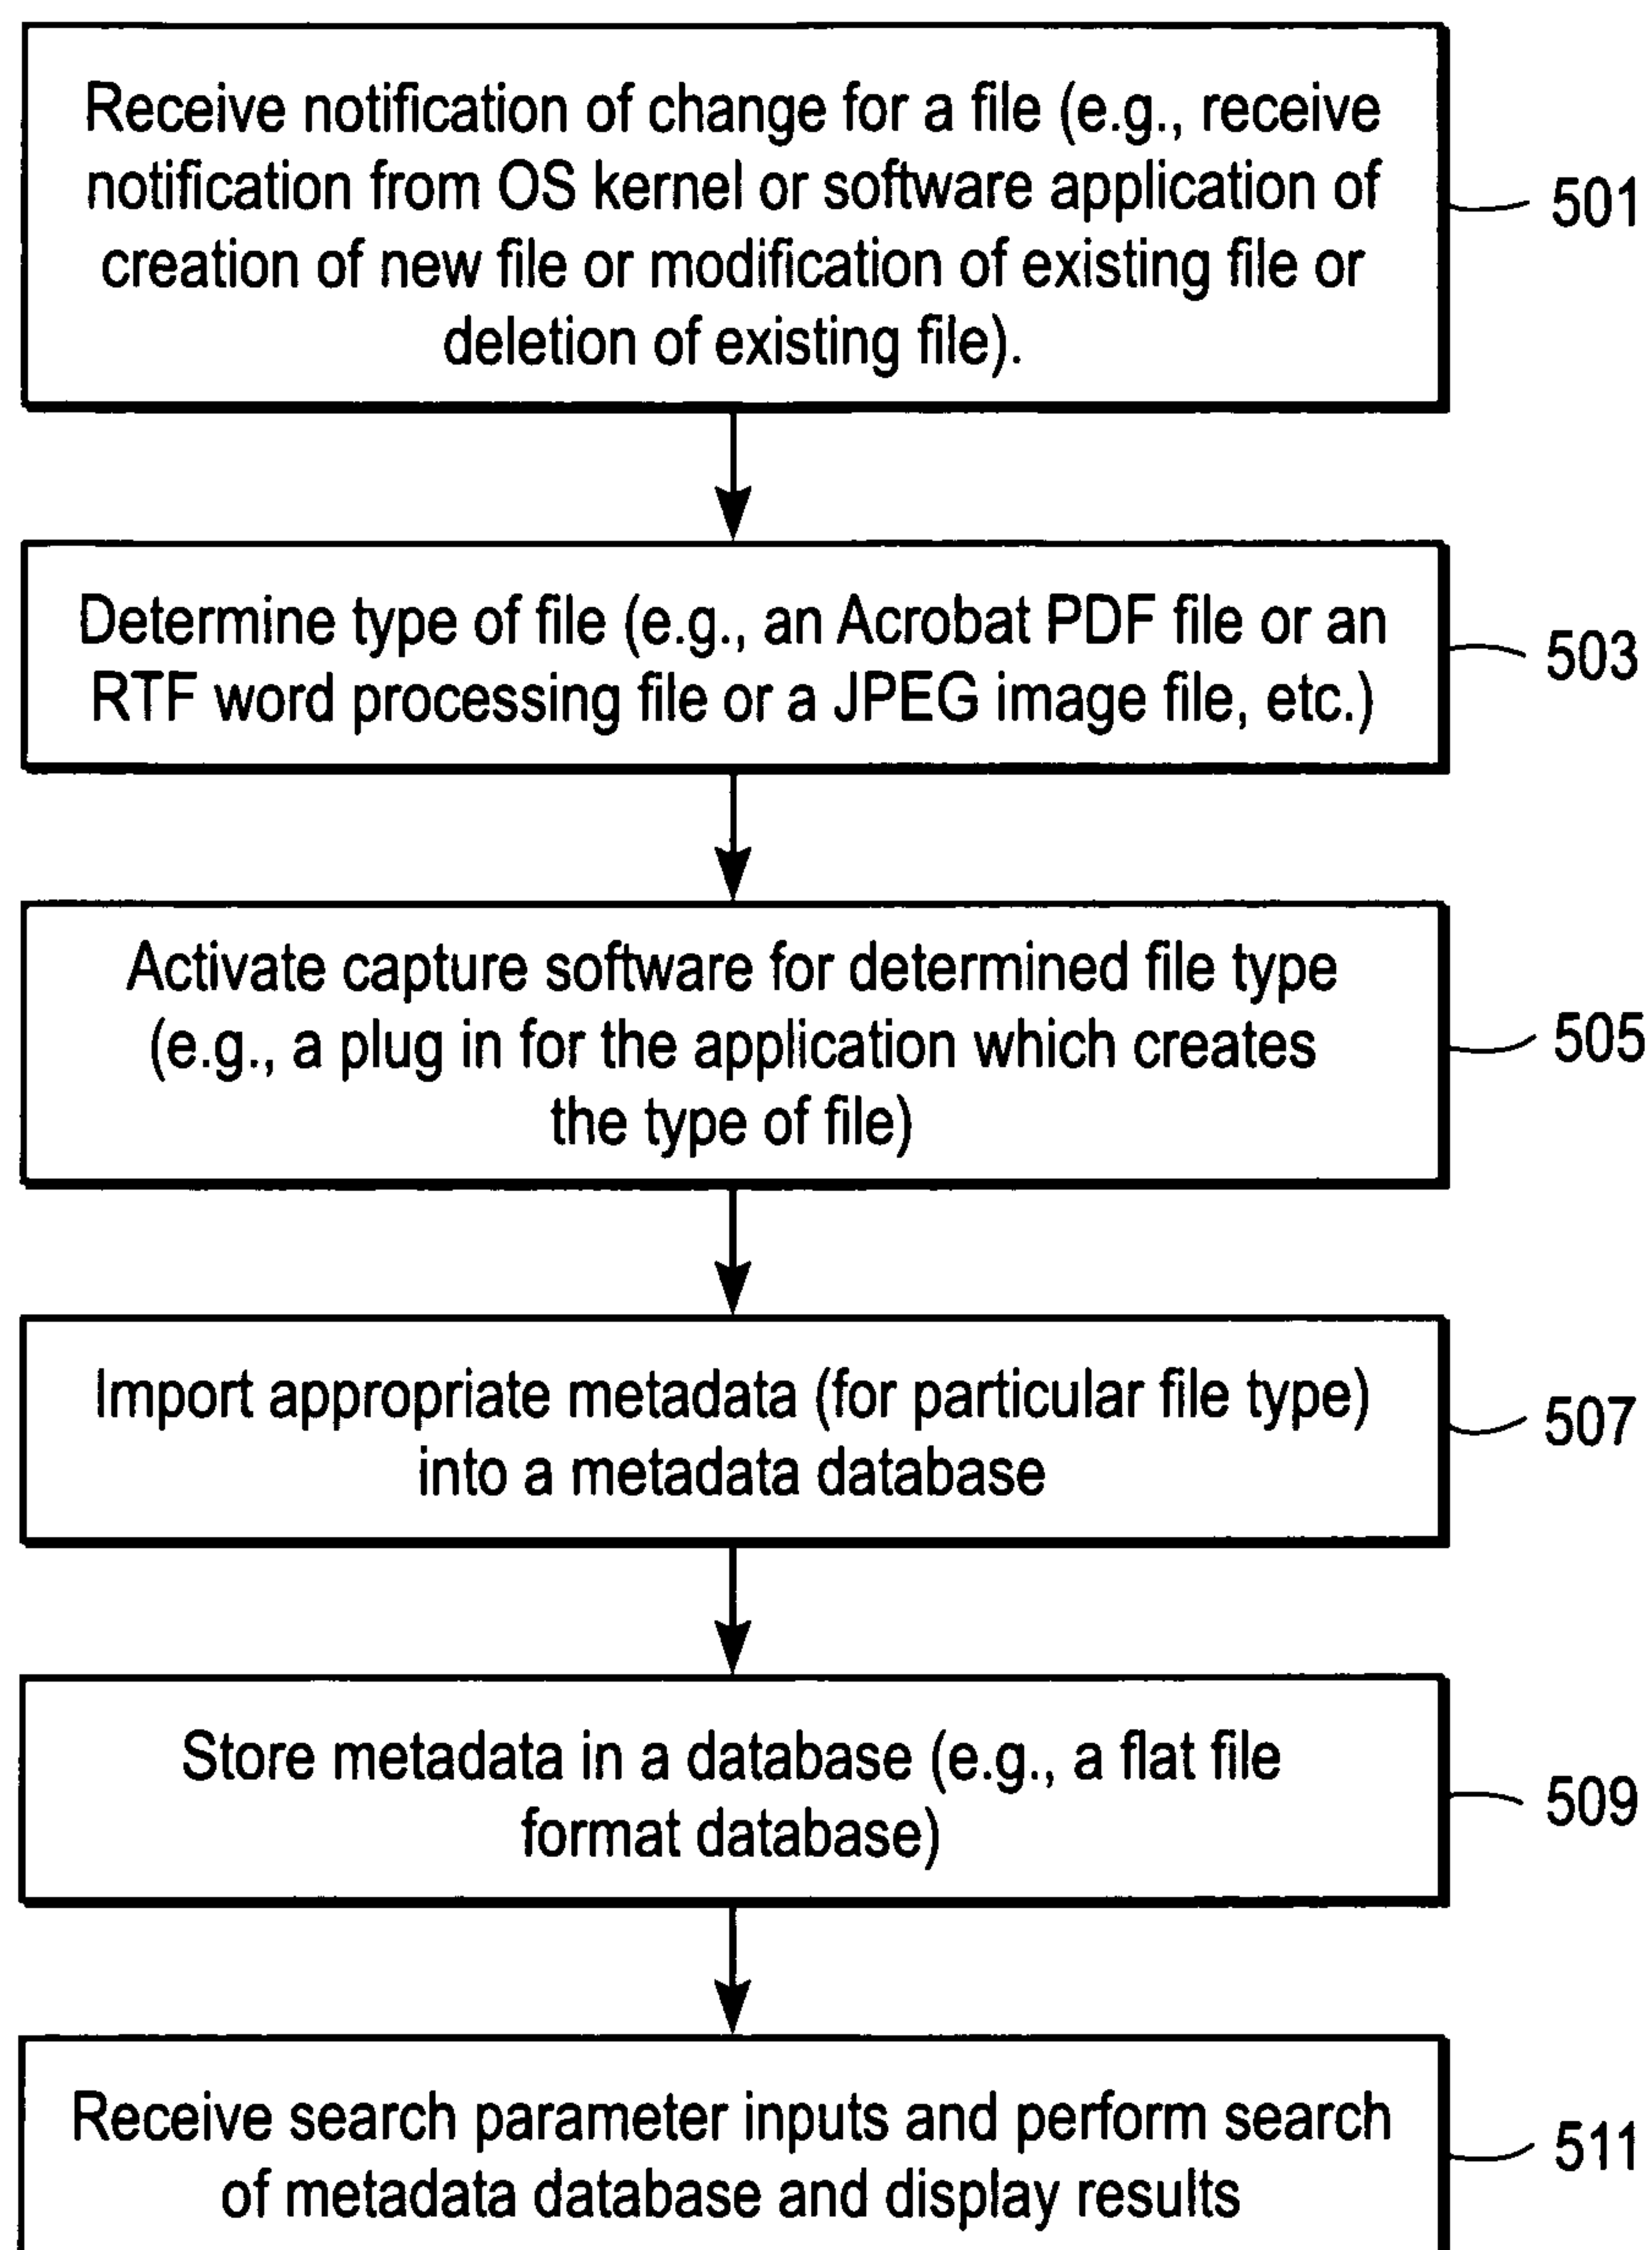 Receive notification of change for a file (e.g., receive
notification from OS kernel or software application of
creation of new file or modification of existing file or
deletion of existing file).
501
Determine type of file (e.g., an Acrobat PDF file or an
RTF word processing file or a JPEG image file, etc.)
503
Activate capture software for determined file type
(e.g., a plug in for the application which creates
the type of file)
505
Import appropriate metadata (for particular file type)
into a metadata database
507
Store metadata in a database (e.g., a flat file
format database)
509
Receive search parameter inputs and perform search
of metadata database and display results
511